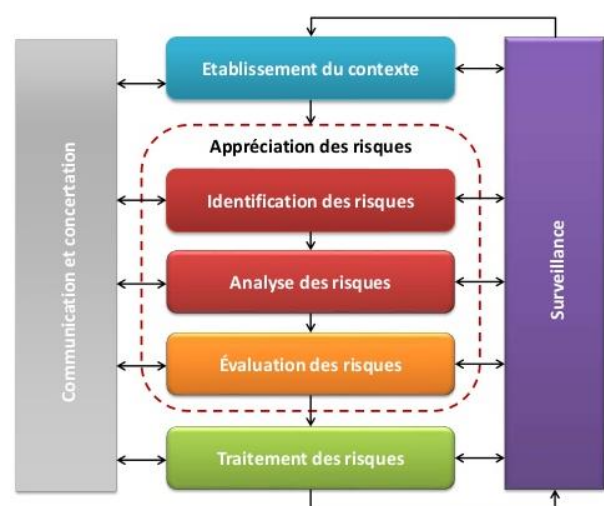 Etablissement du contexte
Appréciation des risques
Identification des risques
Analyse des risques
Évaluation des risques
Traitement des risques
Communication et concertation
Surveillance